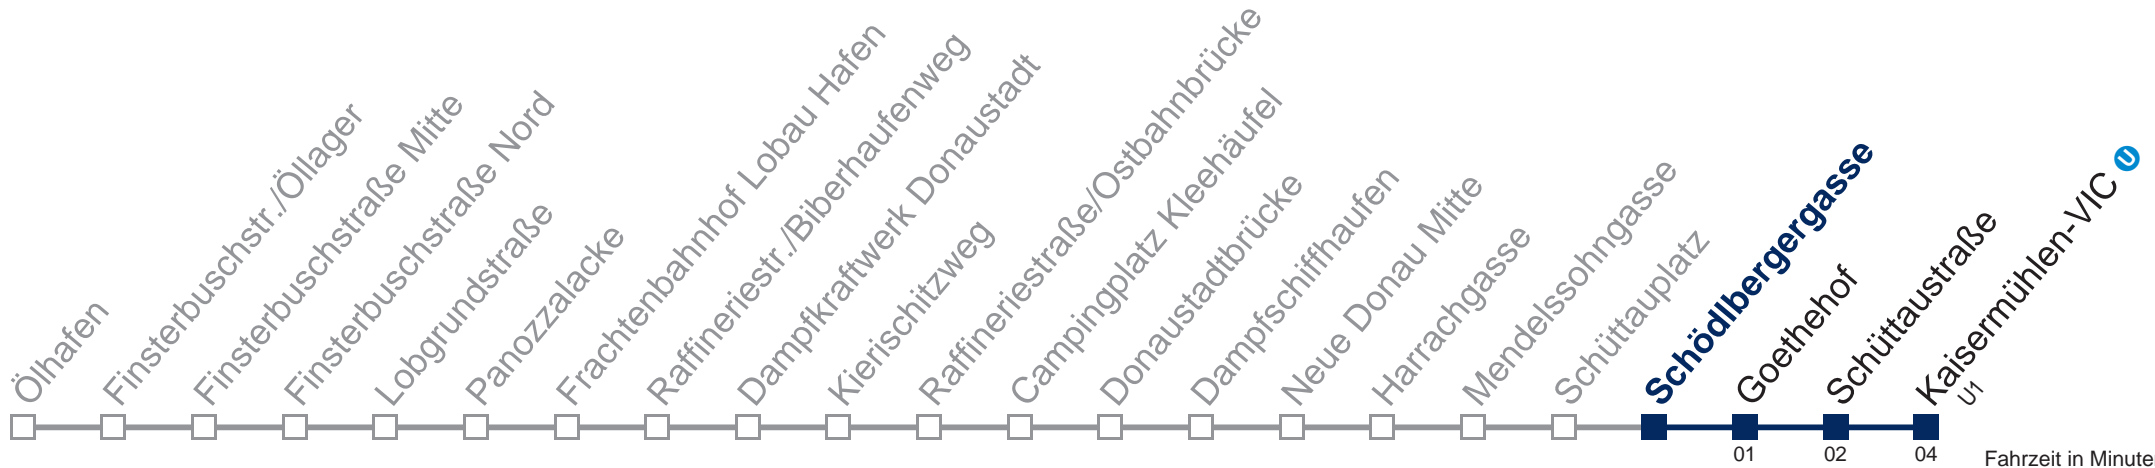 Ölhafen
Finsterbuschstr./Öllager
Finsterbuschstraße Mitte
Finsterbuschstraße Nord
Lobgrundstraße
Panozzalacke
Frachtenbahnhof Lobau Hafen
Raffineriestr./Biberhaufenweg
Dampfkraftwerk Donaustadt
Kierischitzweg
Raffineriestraße/Ostbahnbrücke
Campingplatz Kleehäufel
Donaustadtbrücke
Dampfschiffhaufen
Neue Donau Mitte
Harrachgasse
Mendelssohngasse
Schüttauplatz
Schödlbergergasse
Goethehof
Schüttaustraße
Kaisermühlen-VIC U
U1
01 02 04
Fahrzeit in Minute